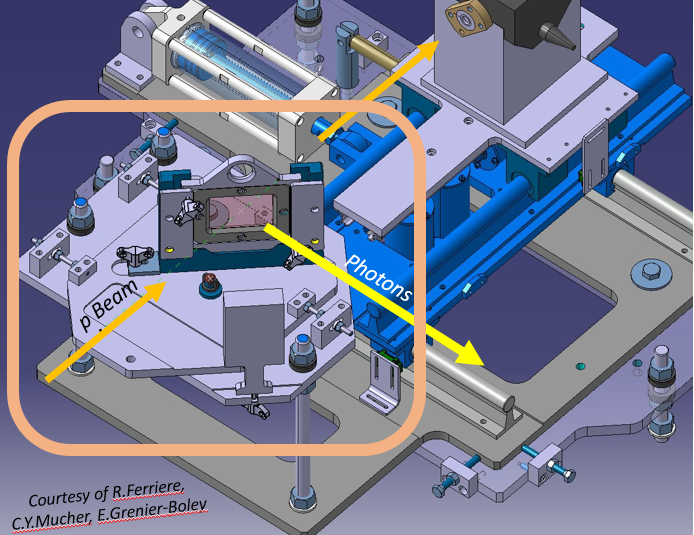 p Beam
Photons
Courtesy of R.Ferriere,
C.Y.Mucher, E.Grenier-Boley